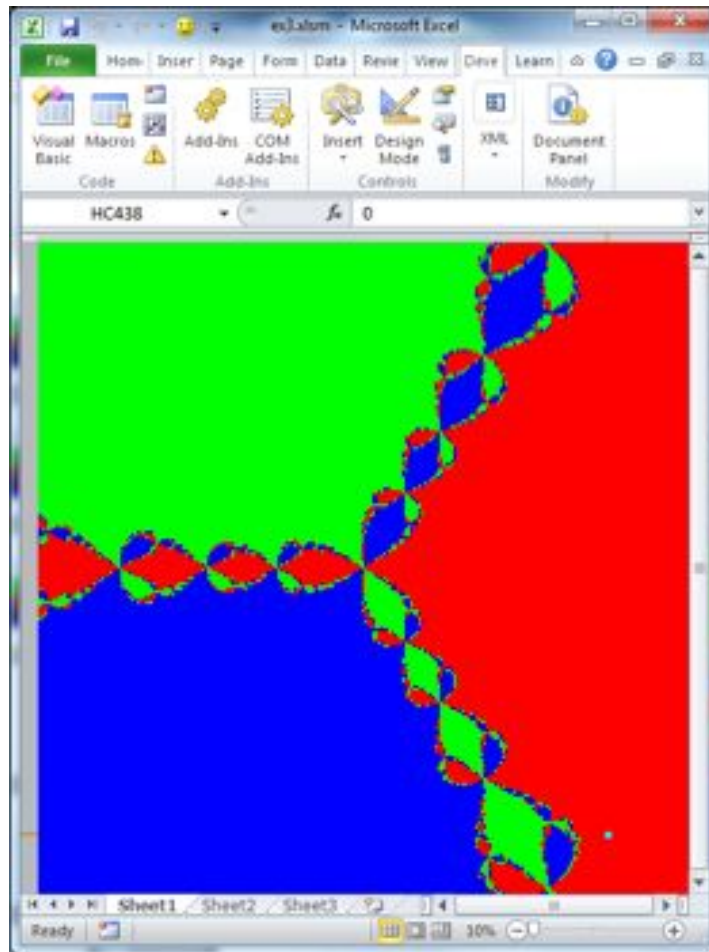 ex3.xlsm - Microsoft Excel
File Hom Inser Page Form Data Revie View Deve Learn
Visual Basic Macros Add-Ins COM Add-Ins Insert Design Mode XML Document Panel
Code Add-Ins Controls Modify
HC438 fx 0
Sheet1 Sheet2 Sheet3
Ready 10%